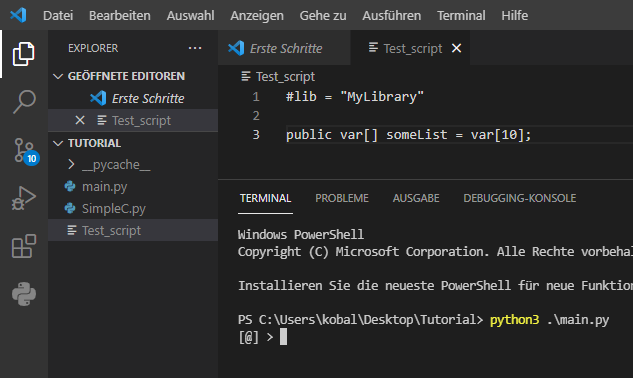 Datei Bearbeiten Auswahl Anzeigen Gehe zu Ausführen Terminal Hilfe
EXPLORER ...
GEÖFFNETE EDITOREN
Erste Schritte
Test_script
TUTORIAL
__pycache__
main.py
SimpleC.py
Test_script
10
Erste Schritte Test_script
Test_script
1 #lib = "MyLibrary"
2
3 public var[] someList = var[10];
TERMINAL PROBLEME AUSGABE DEBUGGING-KONSOLE
Windows PowerShell
Copyright (C) Microsoft Corporation. Alle Rechte vorbehal
Installieren Sie die neueste PowerShell für neue Funktion
PS C:\Users\kobal\Desktop\Tutorial> python3 .\main.py
[@] >